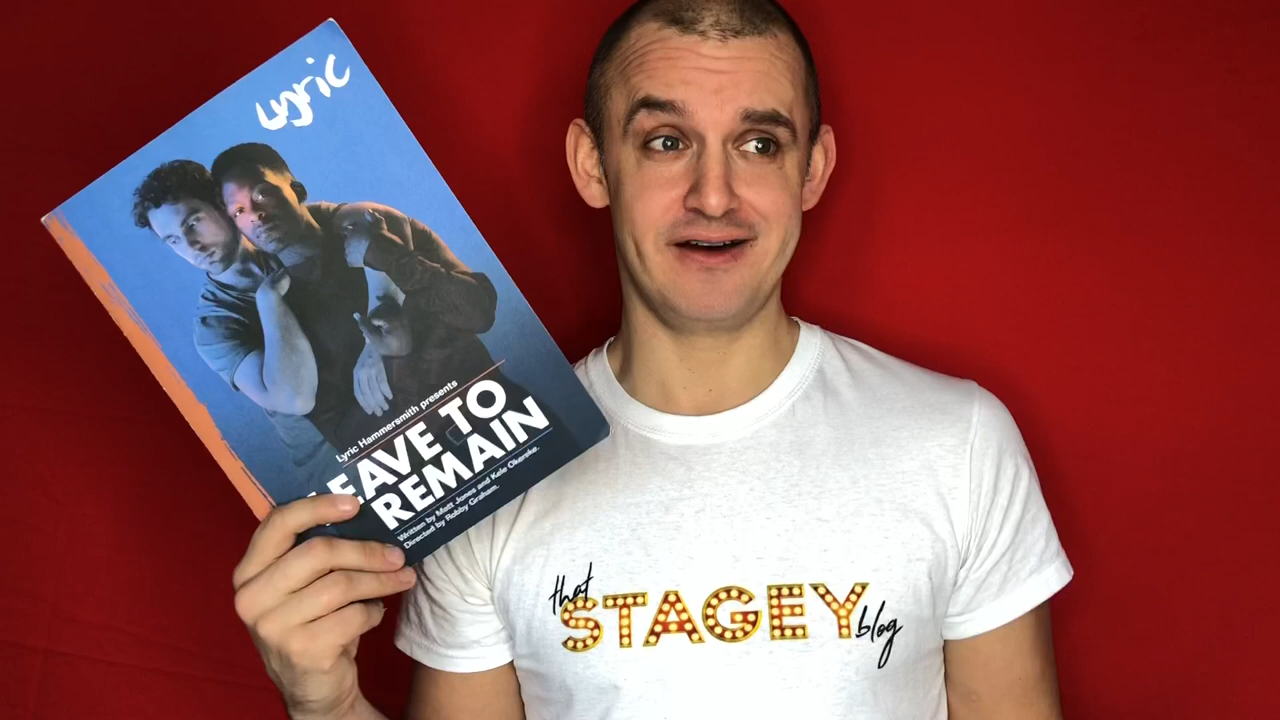 Lyric
Lyric Hammersmith presents
LEAVE TO
REMAIN
Written by Matt Jones and Kele Okereke.
Directed by Robby Graham.
that
STAGEY
blog